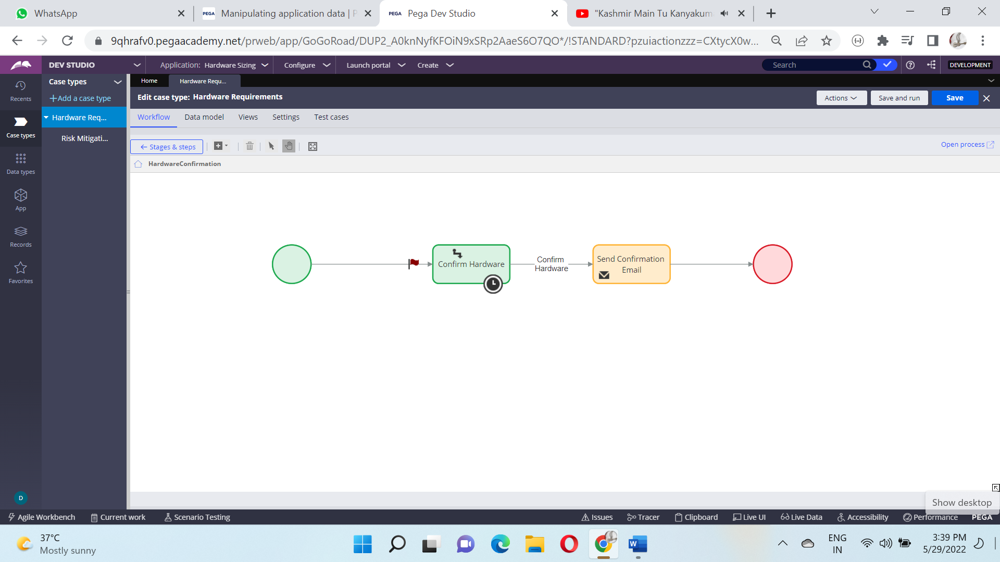 WhatsApp
PEGA Manipulating application data | P
PEGA Pega Dev Studio
"Kashmir Main Tu Kanyakum
9qhrafv0.pegaacademy.net/prweb/app/GoGoRoad/DUP2_A0knNyfKFOiN9xSRp2AaeS6O7QO*/!STANDARD?pzuiactionzzz=CXtycX0w...
DEV STUDIO
Application: Hardware Sizing
Configure
Launch portal
Create
Search
DEVELOPMENT
Recents
Case types
Data types
App
Records
Favorites
D
Case types
Add a case type
Hardware Req...
Risk Mitigati...
Home
Hardware Requ...
Edit case type: Hardware Requirements
Actions
Save and run
Save
Workflow
Data model
Views
Settings
Test cases
Stages & steps
Open process
HardwareConfirmation
Confirm Hardware
Confirm
Hardware
Send Confirmation
Email
Show desktop
Agile Workbench
Current work
Scenario Testing
Issues
Tracer
Clipboard
Live UI
Live Data
Accessibility
Performance
PEGA
37°C
Mostly sunny
W
ENG
IN
3:39 PM
5/29/2022